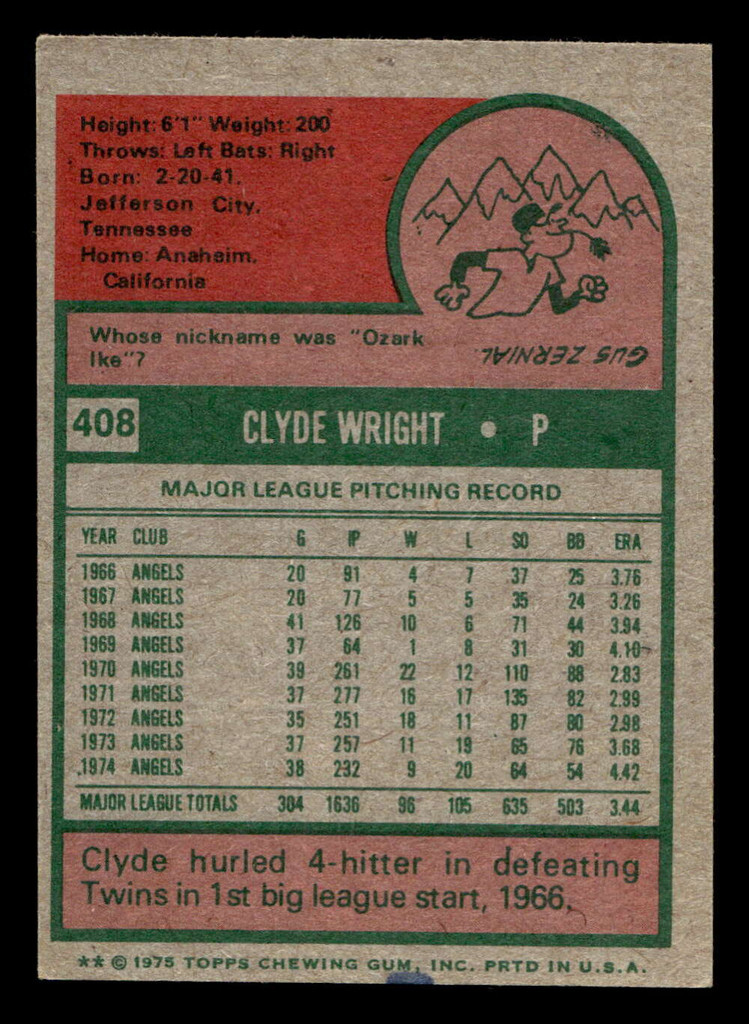 Height: 6'1" Weight: 200
Throws: Left Bats: Right
Born: 2-20-41.
Jefferson City,
Tennessee
Home: Anaheim,
California
Whose nickname was "Ozark
Ike"?
GUS ZERNIAL.
408 CLYDE WRIGHT • P
MAJOR LEAGUE PITCHING RECORD
YEAR CLUB G IP W L SO BB ERA
1966 ANGELS 20 91 4 7 37 25 3.76
1967 ANGELS 20 77 5 5 35 24 3.26
1968 ANGELS 41 126 10 6 71 44 3.94
1969 ANGELS 37 64 1 8 31 30 4.10
1970 ANGELS 39 261 22 12 110 88 2.83
1971 ANGELS 37 277 16 17 135 82 2.99
1972 ANGELS 35 251 18 11 87 80 2.98
1973 ANGELS 37 257 11 19 65 76 3.68
1974 ANGELS 38 232 9 20 64 54 4.42
MAJOR LEAGUE TOTALS 304 1636 96 105 635 503 3.44
Clyde hurled 4-hitter in defeating
Twins in 1st big league start, 1966.
** © 1975 TOPPS CHEWING GUM, INC. PRTD IN U.S.A.